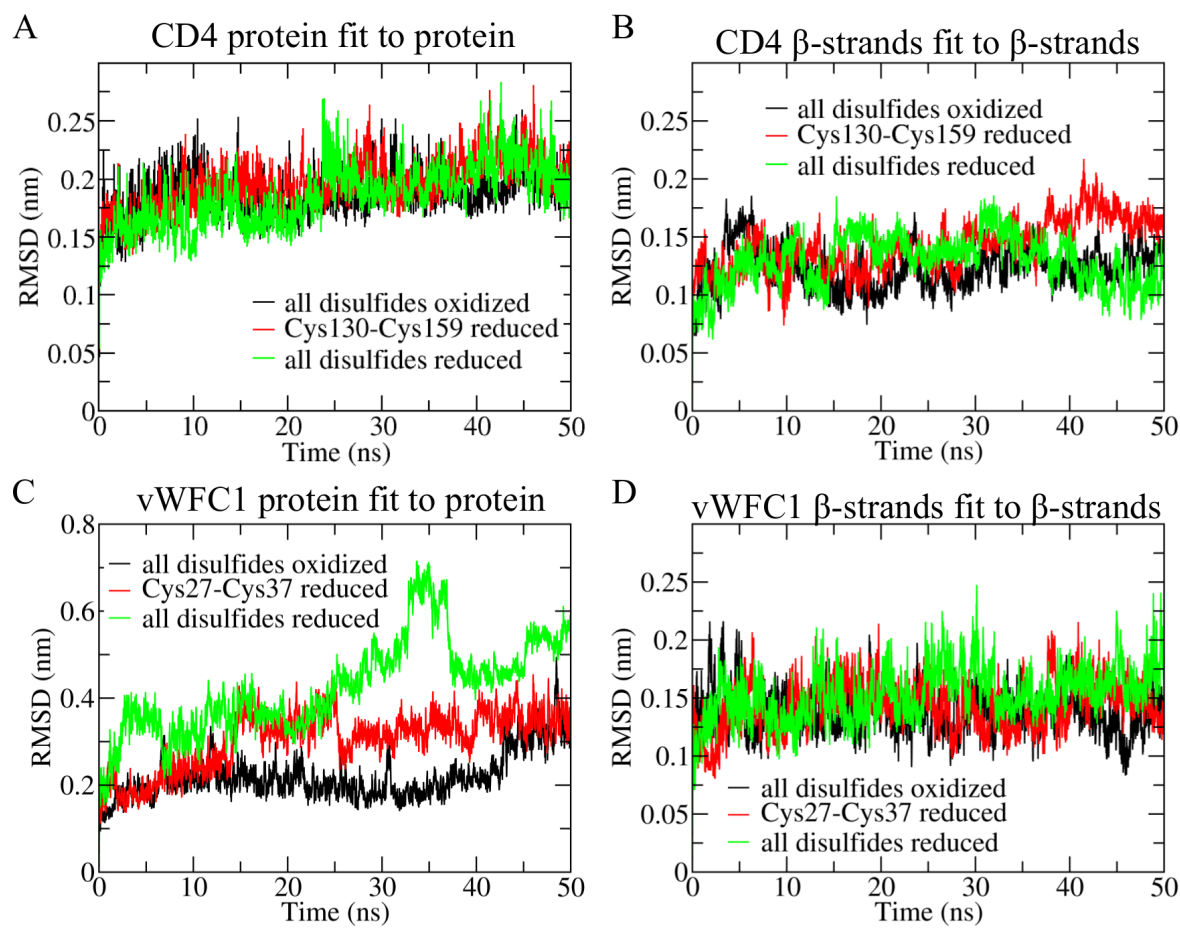 A
CD4 protein fit to protein
RMSD (nm)
0.25
0.2
0.15
0.1
0.05
0
all disulfides oxidized
Cys130-Cys159 reduced
all disulfides reduced
0 10 20 30 40 50
Time (ns)
B
CD4 β-strands fit to β-strands
RMSD (nm)
0.25
0.2
0.15
0.1
0.05
0
all disulfides oxidized
Cys130-Cys159 reduced
all disulfides reduced
0 10 20 30 40 50
Time (ns)
C
vWFC1 protein fit to protein
RMSD (nm)
0.8
0.6
0.4
0.2
0
all disulfides oxidized
Cys27-Cys37 reduced
all disulfides reduced
0 10 20 30 40 50
Time (ns)
D
vWFC1 β-strands fit to β-strands
RMSD (nm)
0.25
0.2
0.15
0.1
0.05
0
all disulfides oxidized
Cys27-Cys37 reduced
all disulfides reduced
0 10 20 30 40 50
Time (ns)